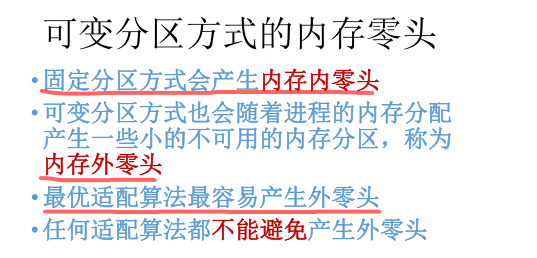 可变分区方式的内存零头
•固定分区方式会产生内存内零头
•可变分区方式也会随着进程的内存分配
产生一些小的不可用的内存分区，称为
内存外零头
•最优适配算法最容易产生外零头
•任何适配算法都不能避免产生外零头